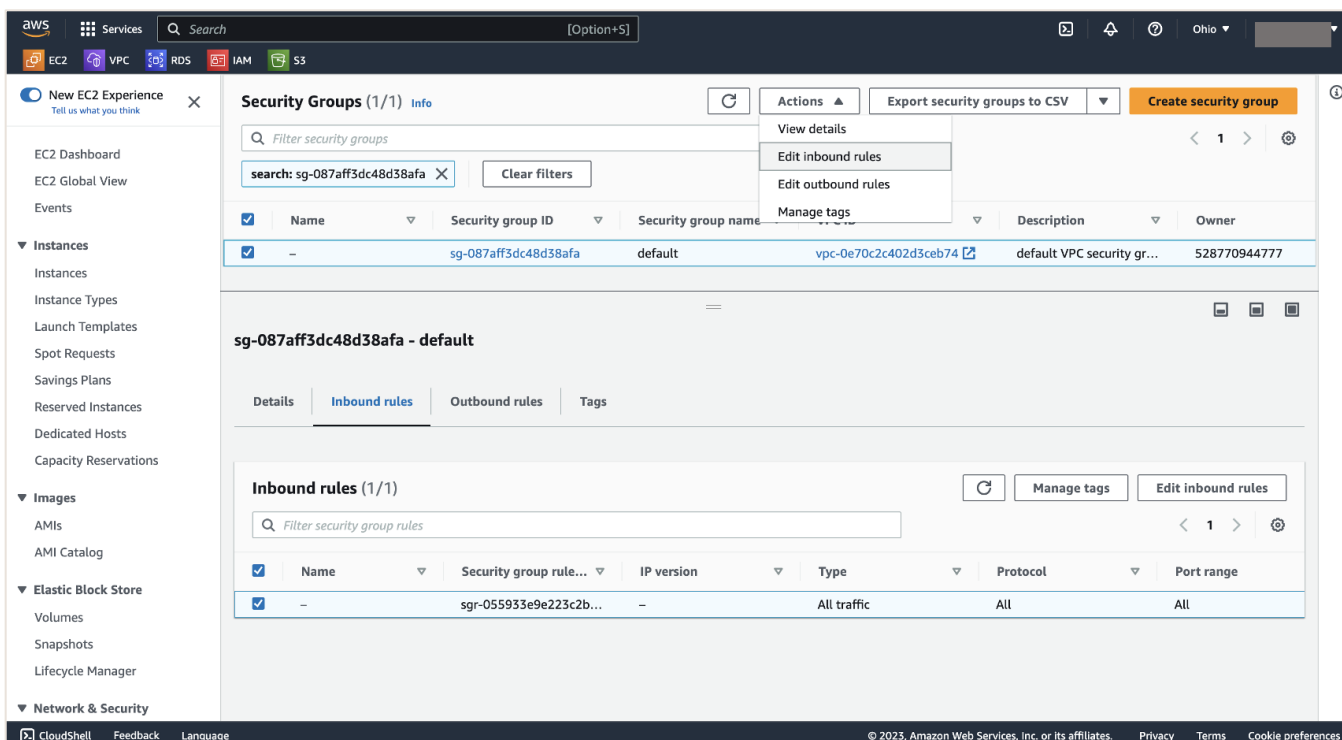 aws Services Search [Option+S] Ohio
EC2 VPC RDS IAM S3
New EC2 Experience
Tell us what you think
EC2 Dashboard
EC2 Global View
Events
Instances
Instances
Instance Types
Launch Templates
Spot Requests
Savings Plans
Reserved Instances
Dedicated Hosts
Capacity Reservations
Images
AMIs
AMI Catalog
Elastic Block Store
Volumes
Snapshots
Lifecycle Manager
Network & Security
Security Groups (1/1) Info Actions Export security groups to CSV Create security group
View details
Edit inbound rules
Edit outbound rules
Manage tags
Filter security groups 1
search: sg-087aff3dc48d38afa Clear filters
Name Security group ID Security group name Description Owner
– sg-087aff3dc48d38afa default vpc-0e70c2c402d3ceb74 default VPC security gr... 528770944777
sg-087aff3dc48d38afa - default
Details Inbound rules Outbound rules Tags
Inbound rules (1/1) Manage tags Edit inbound rules
Filter security group rules 1
Name Security group rule... IP version Type Protocol Port range
– sgr-055933e9e223c2b... – All traffic All All
CloudShell Feedback Language © 2023, Amazon Web Services, Inc. or its affiliates. Privacy Terms Cookie preferences